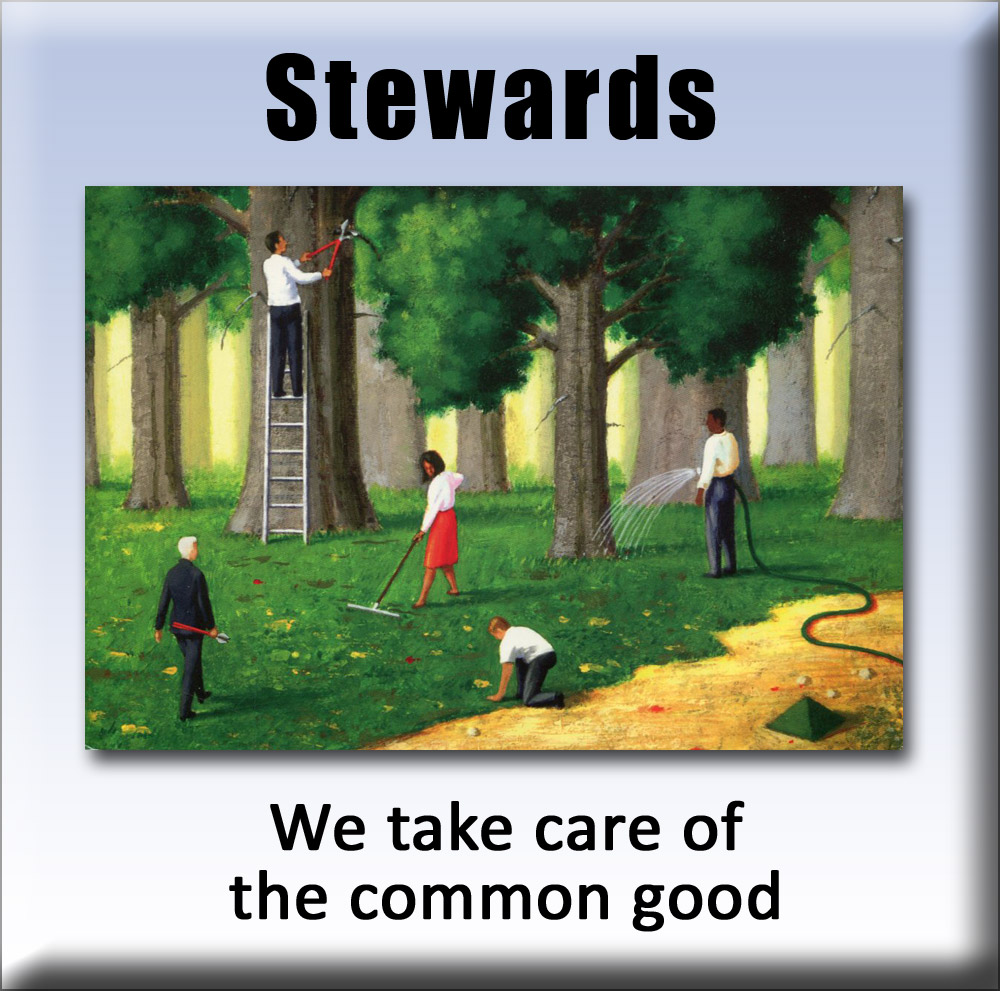 Stewards
We take care of
the common good